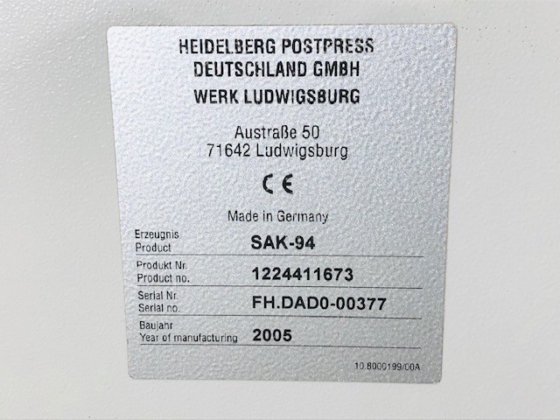 HEIDELBERG POSTPRESS
DEUTSCHLAND GMBH
WERK LUDWIGSBURG
Austraße 50
71642 Ludwigsburg
CE
Made in Germany
Erzeugnis
Product SAK-94
Produkt Nr.
Product no. 1224411673
Serial Nr.
Serial no. FH.DAD0-00377
Baujahr
Year of manufacturing 2005
10.8000199/00A